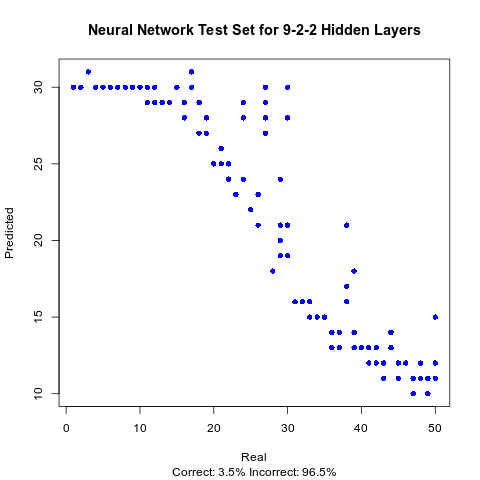 Neural Network Test Set for 9-2-2 Hidden Layers
Predicted
30
25
20
15
10
0 10 20 30 40 50
Real
Correct: 3.5% Incorrect: 96.5%